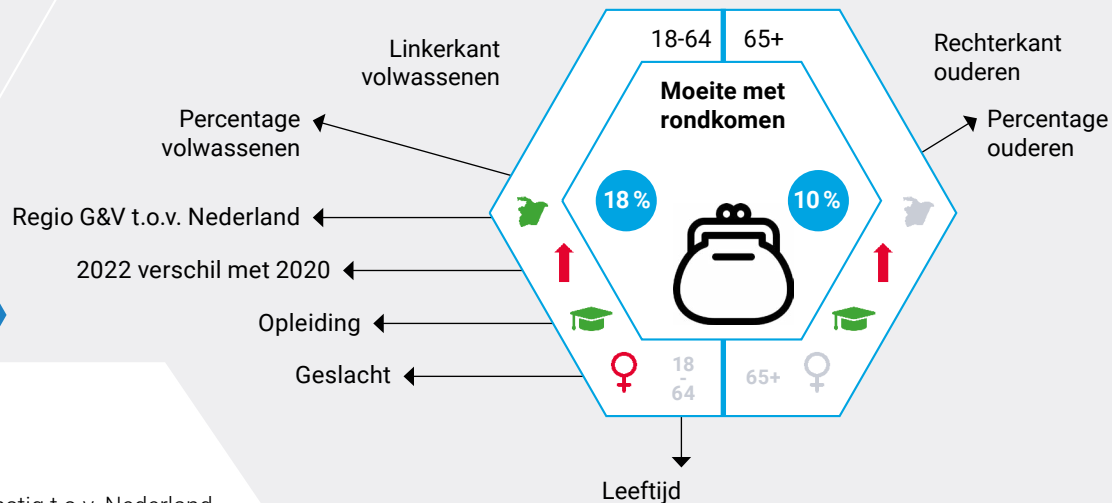 Linkerkant
volwassenen
18-64
65+
Rechterkant
ouderen
Moeite met
rondkomen
Percentage
volwassenen
Percentage
ouderen
18 %
10 %
Regio G&V t.o.v. Nederland
2022 verschil met 2020
Opleiding
Geslacht
18
-
64
65+
Leeftijd
t.o.v. Nederland